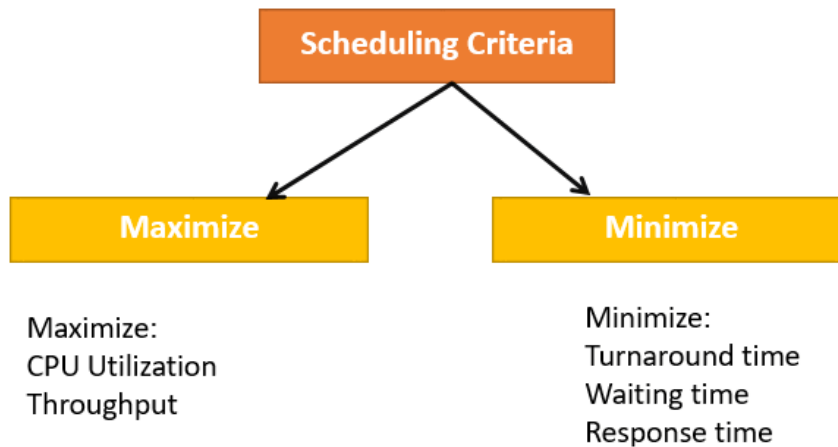 Scheduling Criteria
Maximize
Minimize
Maximize:
CPU Utilization
Throughput
Minimize:
Turnaround time
Waiting time
Response time